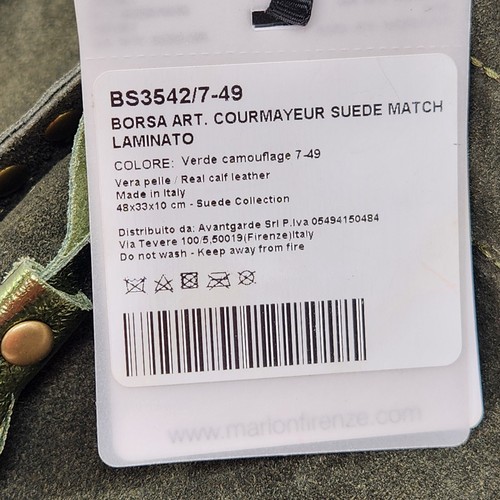 BS3542/7-49
BORSA ART. COURMAYEUR SUEDE MATCH
LAMINATO
COLORE: Verde camouflage 7-49
Vera pelle / Real calf leather
Made in Italy
48x33x10 cm - Suede Collection
Distribuito da: Avantgarde Srl P.Iva 05494150484
Via Tevere 100/5,50019(Firenze)Italy
Do not wash - Keep away from fire
www.marlonfirenze.com